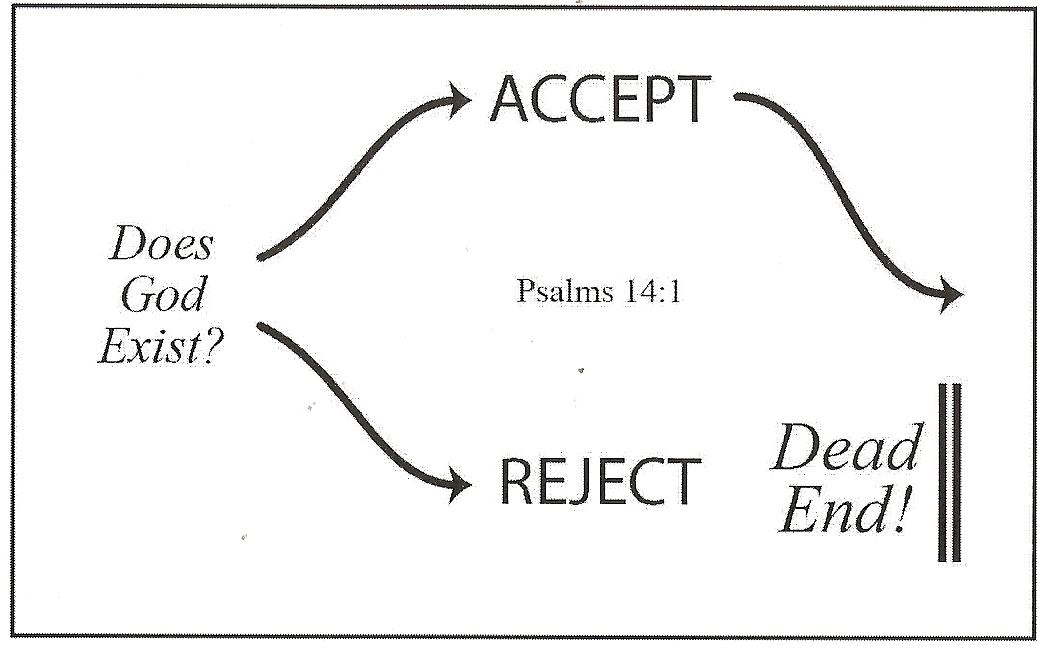 ACCEPT
Does
God
Exist?
Psalms 14:1
REJECT
Dead
End!